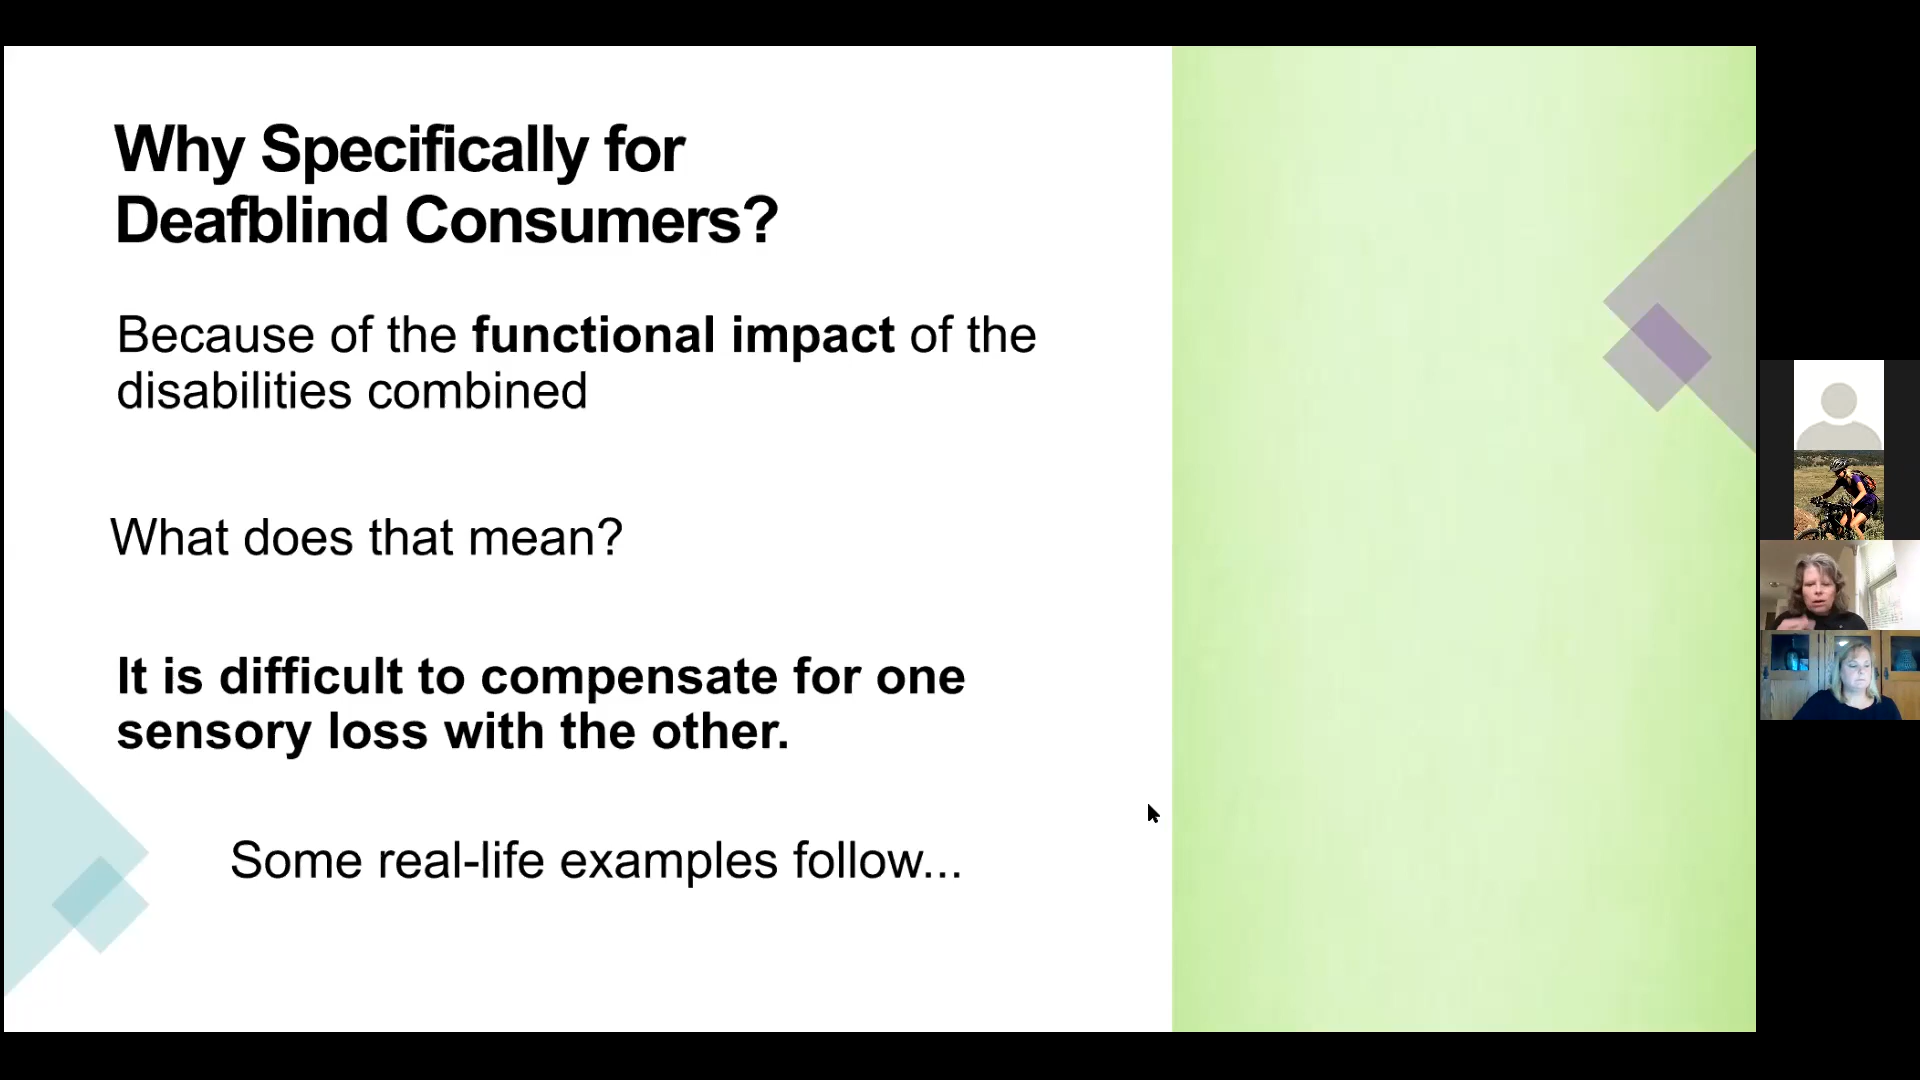 Why Specifically for
Deafblind Consumers?
Because of the functional impact of the
disabilities combined
What does that mean?
It is difficult to compensate for one
sensory loss with the other.
Some real-life examples follow...